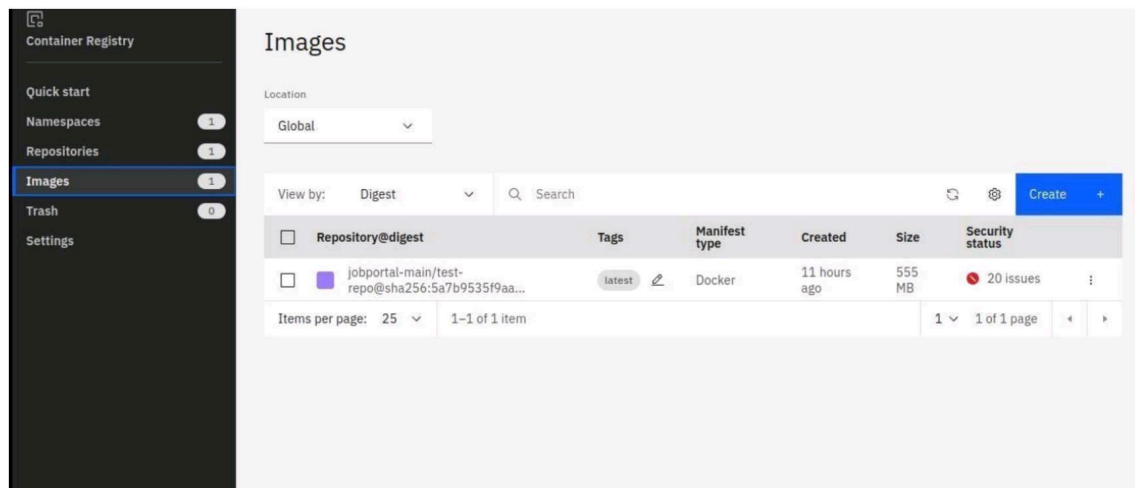 Container Registry
Quick start
Namespaces 1
Repositories 1
Images 1
Trash 0
Settings
Images
Location
Global
View by: Digest Search Create +
Repository@digest Tags Manifest type Created Size Security status
jobportal-main/test-
repo@sha256:5a7b9535f9aa... latest Docker 11 hours ago 555 MB 20 issues
Items per page: 25 1–1 of 1 item 1 1 of 1 page